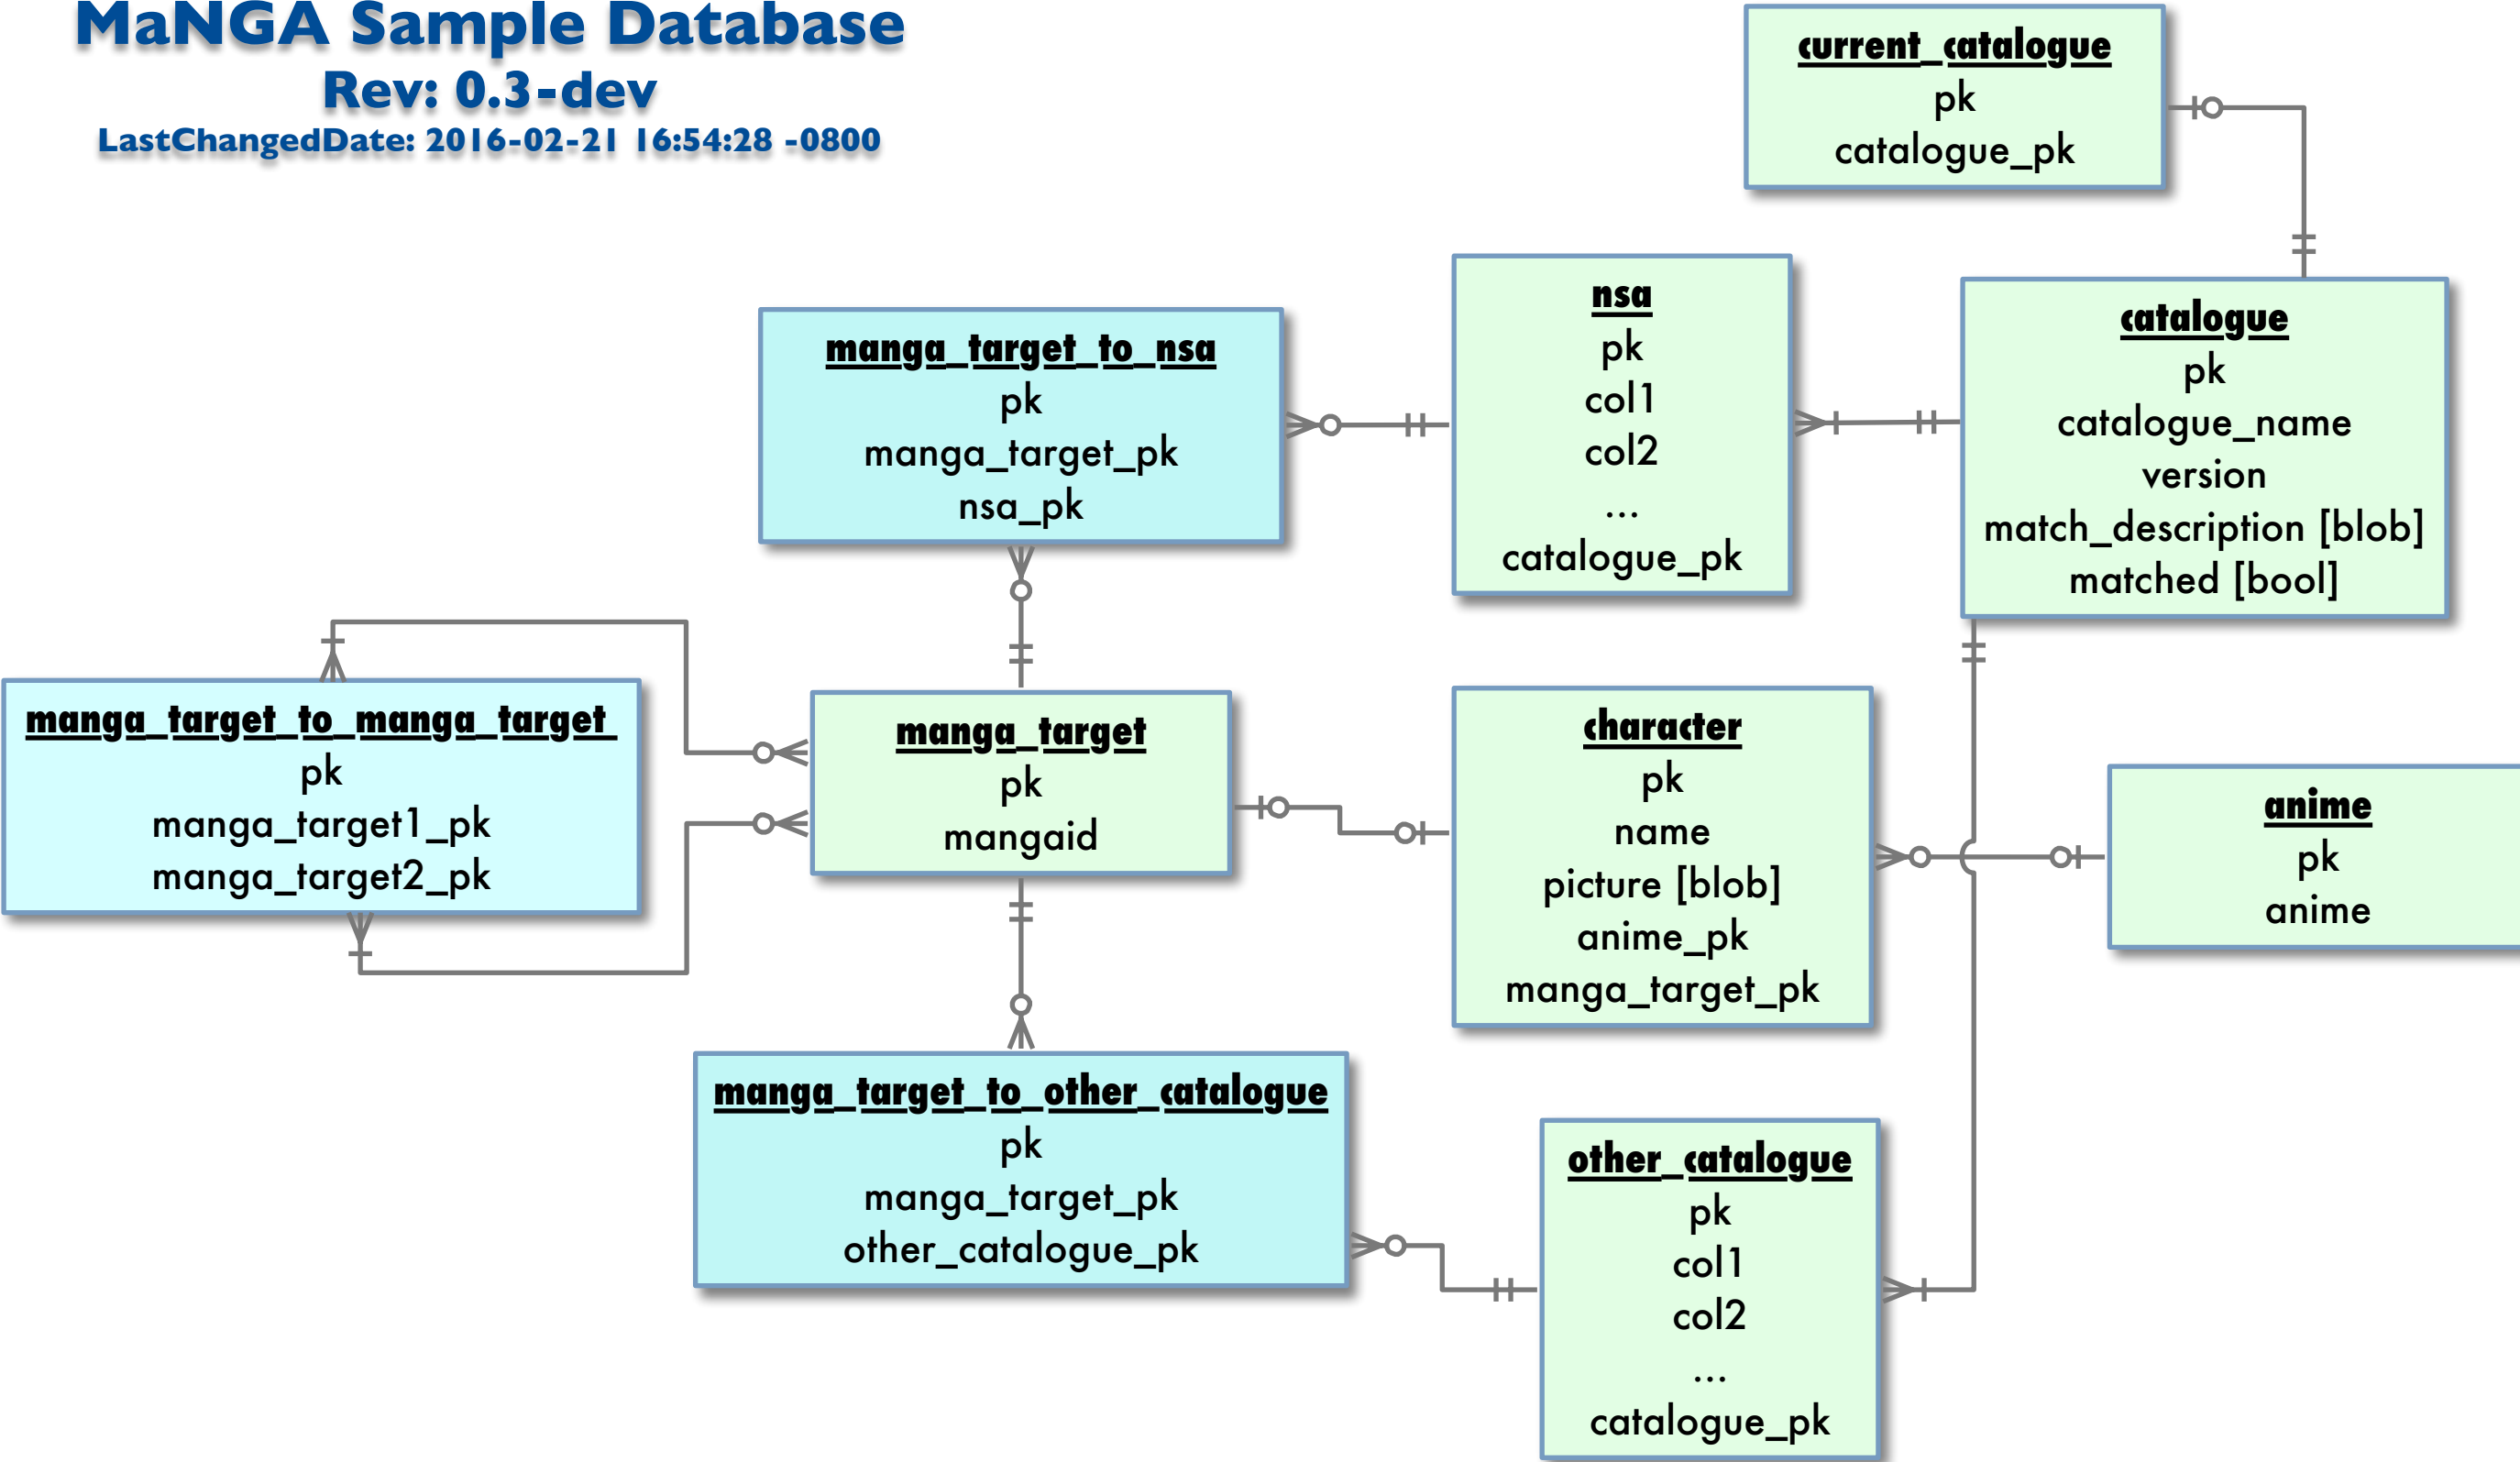 MaNGA Sample Database
Rev: 0.3-dev
LastChangedDate: 2016-02-21 16:54:28 -0800
current_catalogue
pk
catalogue_pk
nsa
pk
col1
col2
...
catalogue_pk
catalogue
pk
catalogue_name
version
match_description [blob]
matched [bool]
manga_target_to_nsa
pk
manga_target_pk
nsa_pk
manga_target_to_manga_target
pk
manga_target1_pk
manga_target2_pk
manga_target
pk
mangaid
character
pk
name
picture [blob]
anime_pk
manga_target_pk
anime
pk
anime
manga_target_to_other_catalogue
pk
manga_target_pk
other_catalogue_pk
other_catalogue
pk
col1
col2
...
catalogue_pk